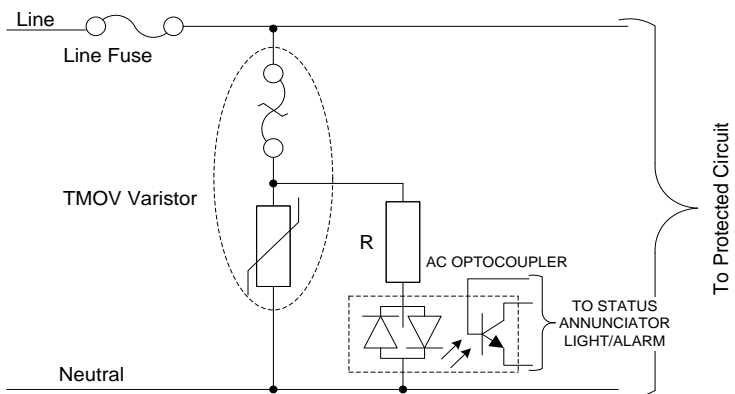 Line
Line Fuse
TMOV Varistor
R
AC OPTOCOUPLER
TO STATUS
ANNUNCIATOR
LIGHT/ALARM
Neutral
To Protected Circuit